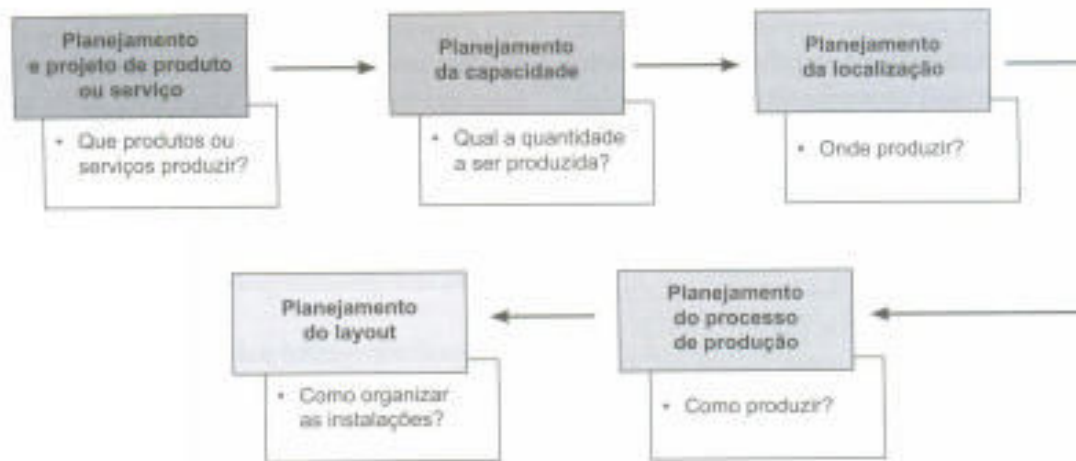 Planejamento
e projeto de produto
ou serviço
• Que produtos ou
serviços produzir?
Planejamento
da capacidade
• Qual a quantidade
a ser produzida?
Planejamento
da localização
• Onde produzir?
Planejamento
do processo
de produção
• Como produzir?
Planejamento
do layout
• Como organizar
as instalações?